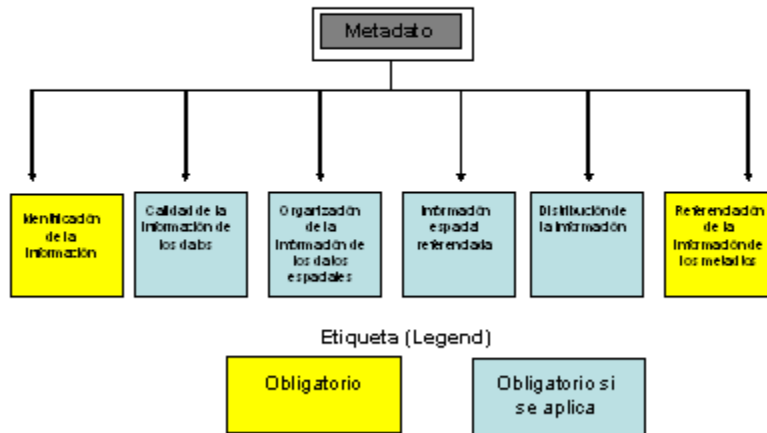 Metadato
Identificación
de la
Información
Calidad de la
Información de
los datos
Organización
de la
Información de
los datos
espaciales
Información
espacial
referenciada
Distribución de
la Información
Referenciación
de la
Información de
los metadtos
Etiqueta (Legend)
Obligatorio
Obligatorio si
se aplica